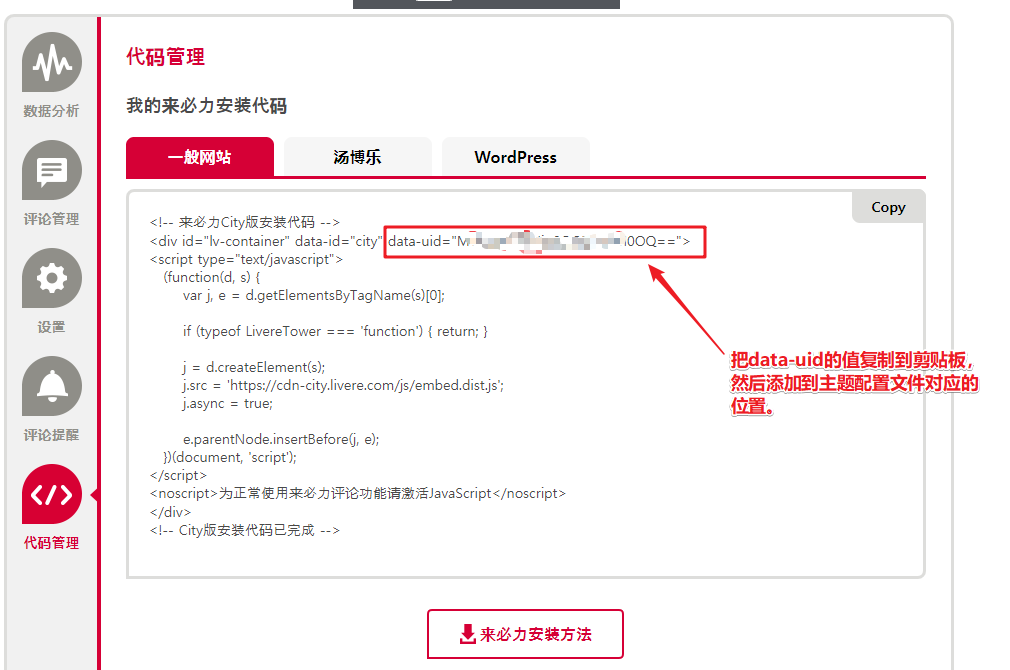 代码管理
我的来必力安装代码
数据分析
评论管理
设置
评论提醒
代码管理
一般网站
汤博乐
WordPress
Copy
<!-- 来必力City版安装代码 -->
<div id="lv-container" data-id="city" data-uid="M 0OQ==">
<script type="text/javascript">
(function(d, s) {
var j, e = d.getElementsByTagName(s)[0];
if (typeof LivereTower === 'function') { return; }
j = d.createElement(s);
j.src = 'https://cdn-city.livere.com/js/embed.dist.js';
j.async = true;
e.parentNode.insertBefore(j, e);
})(document, 'script');
</script>
<noscript>为正常使用来必力评论功能请激活JavaScript</noscript>
</div>
<!-- City版安装代码已完成 -->
把data-uid的值复制到剪贴板,
然后添加到主题配置文件对应的
位置。
来必力安装方法